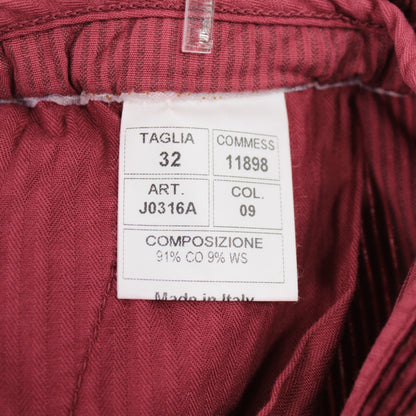 TAGLIA
32
COMMESS
11898
ART.
J0316A
COL.
09
COMPOSIZIONE
91% CO 9% WS
Made in Italy